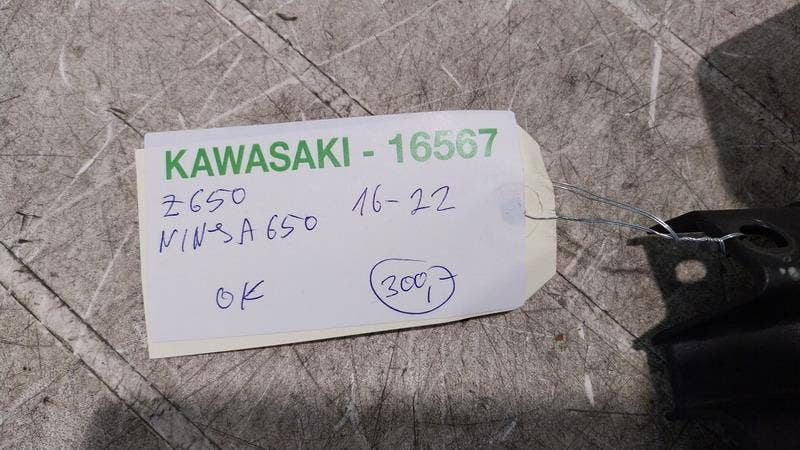 KAWASAKI - 16567
Z650 16-22
NINJA650
OK 300,-